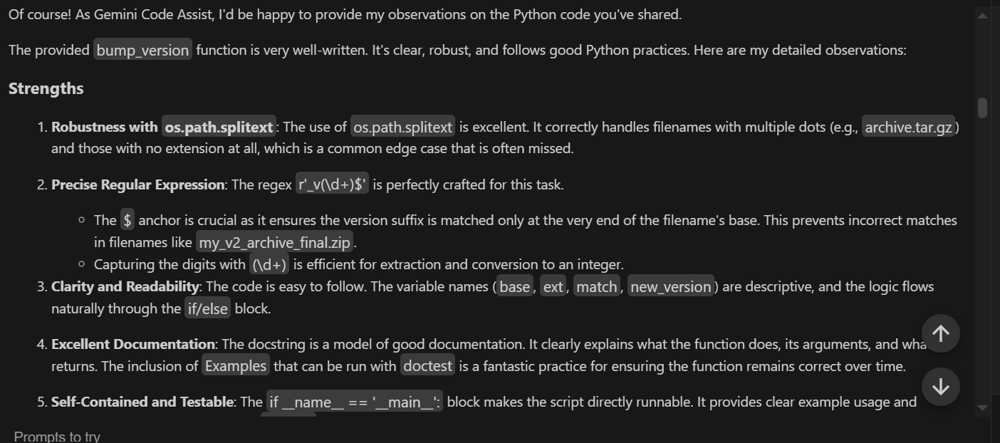 Of course! As Gemini Code Assist, I'd be happy to provide my observations on the Python code you've shared.
The provided bump_version function is very well-written. It's clear, robust, and follows good Python practices. Here are my detailed observations:
Strengths
1. Robustness with os.path.splitext: The use of os.path.splitext is excellent. It correctly handles filenames with multiple dots (e.g., archive.tar.gz)
and those with no extension at all, which is a common edge case that is often missed.
2. Precise Regular Expression: The regex r'_v(\d+)$' is perfectly crafted for this task.
○ The $ anchor is crucial as it ensures the version suffix is matched only at the very end of the filename's base. This prevents incorrect matches
in filenames like my_v2_archive_final.zip.
○ Capturing the digits with (\d+) is efficient for extraction and conversion to an integer.
3. Clarity and Readability: The code is easy to follow. The variable names (base, ext, match, new_version) are descriptive, and the logic flows
naturally through the if/else block.
4. Excellent Documentation: The docstring is a model of good documentation. It clearly explains what the function does, its arguments, and wha
returns. The inclusion of Examples that can be run with doctest is a fantastic practice for ensuring the function remains correct over time.
5. Self-Contained and Testable: The if __name__ == '__main__': block makes the script directly runnable. It provides clear example usage and
Prompts to try